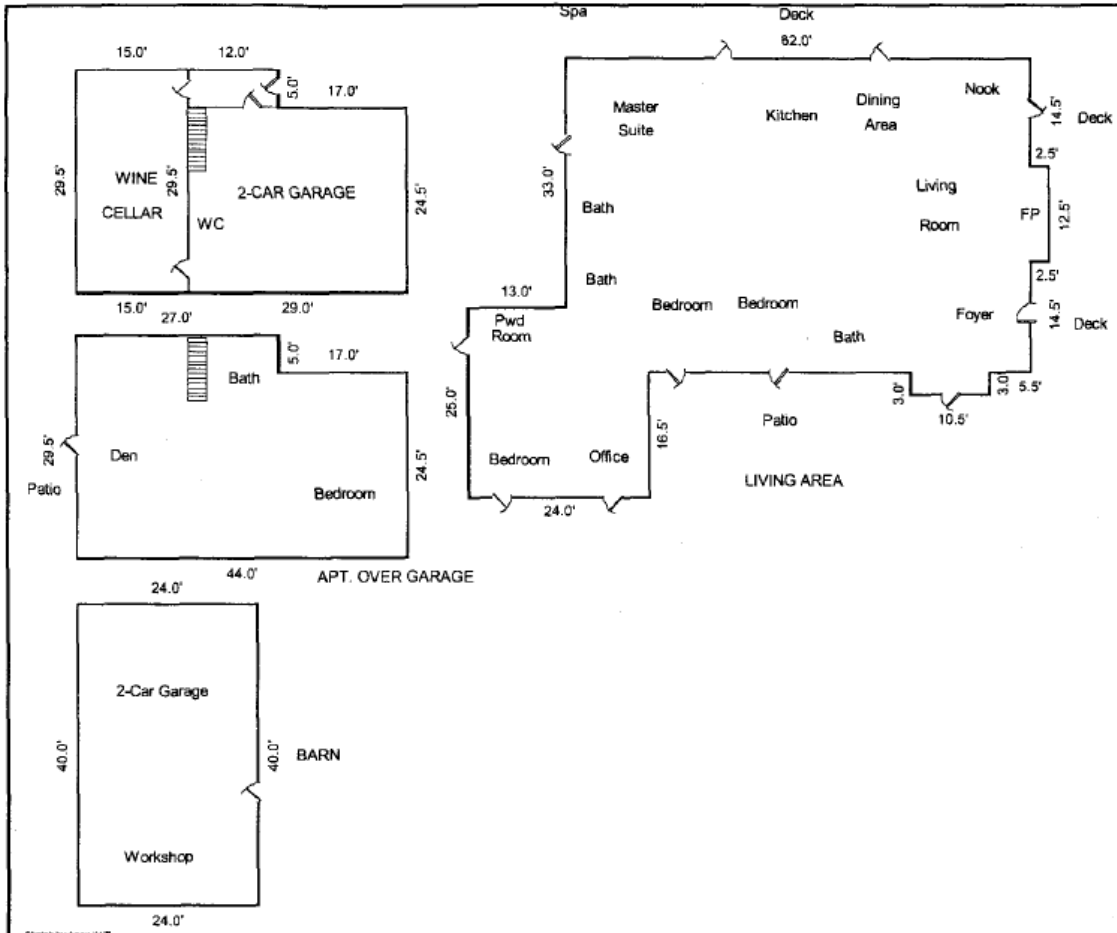 Spa
Deck
62.0'
15.0'
12.0'
5.0'
17.0'
29.5'
WINE
CELLAR
29.5'
WC
2-CAR GARAGE
24.5'
15.0'
29.0'
Master
Suite
Kitchen
Dining
Area
Nook
14.5'
Deck
2.5'
33.0'
Bath
Living
Room
FP
12.5'
Bath
2.5'
13.0'
Pwd
Room
Bedroom
Bedroom
Bath
Foyer
14.5'
Deck
3.0'
10.5'
3.0'
5.5'
25.0'
16.5'
Patio
Bedroom
Office
24.0'
LIVING AREA
27.0'
5.0'
17.0'
Bath
29.5'
Den
Patio
Bedroom
24.5'
44.0'
APT. OVER GARAGE
24.0'
2-Car Garage
40.0'
40.0'
BARN
Workshop
24.0'